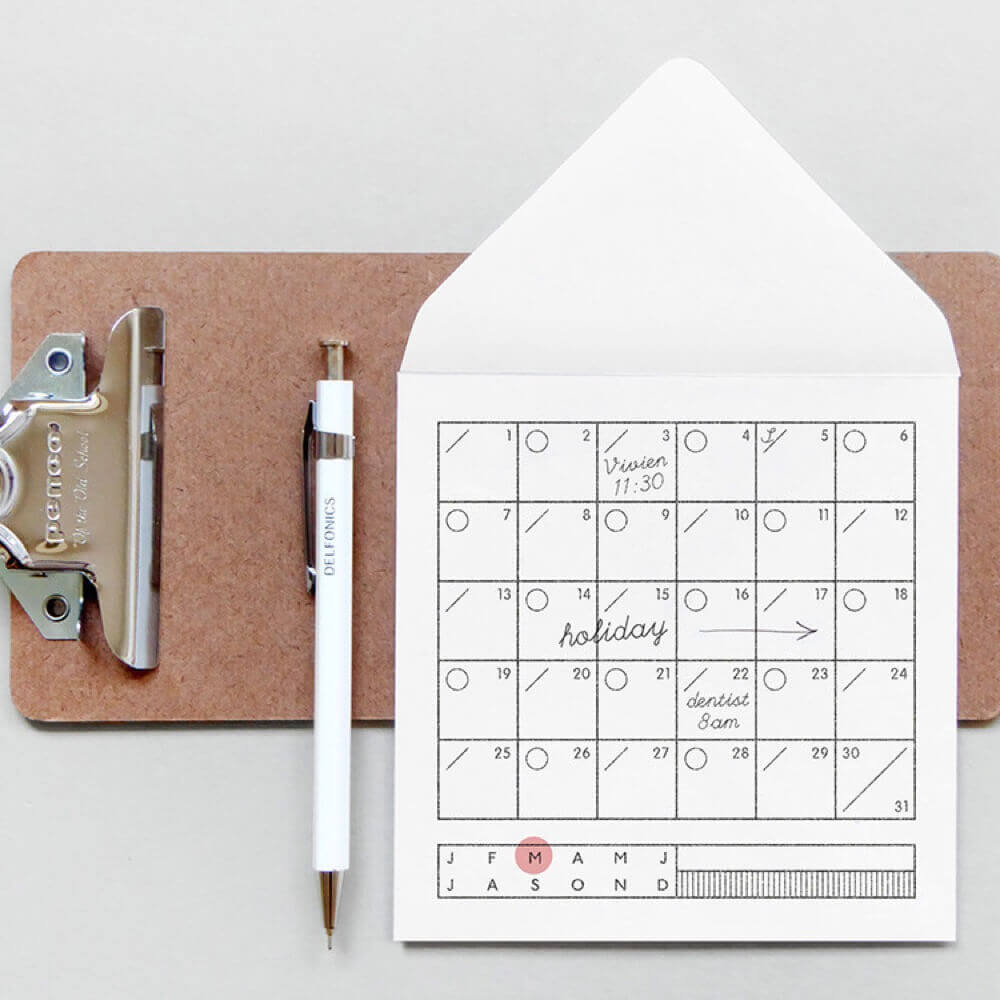 penco®
"Of the Old School"
DELFONICS
1 2 3 4 5 6
Vivien
11:30
7 8 9 10 11 12
13 14 15 16 17 18
holiday
19 20 21 22 23 24
dentist
8am
25 26 27 28 29 30
31
J F M A M J
J A S O N D